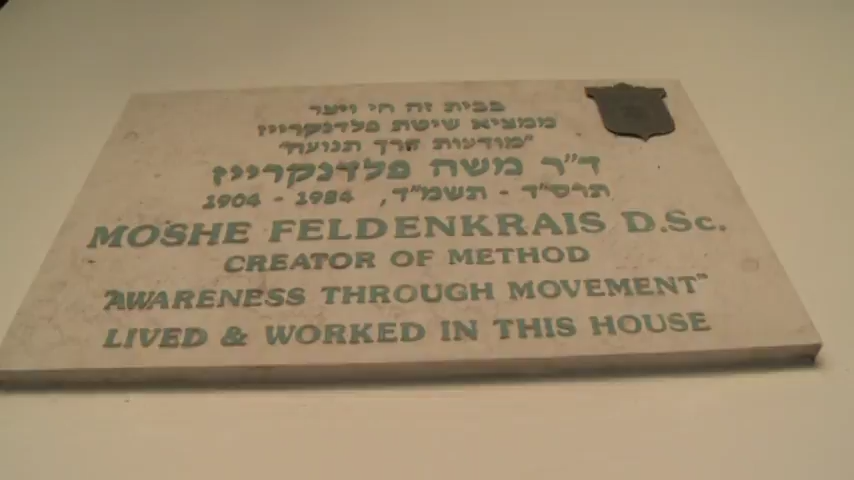 בבית זה חי ויצר
ממציא שיטת פלדנקרייז
"מודעות דרך תנועה"
ד"ר משה פלדנקרייז
תרס"ד - תשמ"ד, 1904 - 1984
MOSHE FELDENKRAIS D.Sc.
CREATOR OF METHOD
"AWARENESS THROUGH MOVEMENT"
LIVED & WORKED IN THIS HOUSE